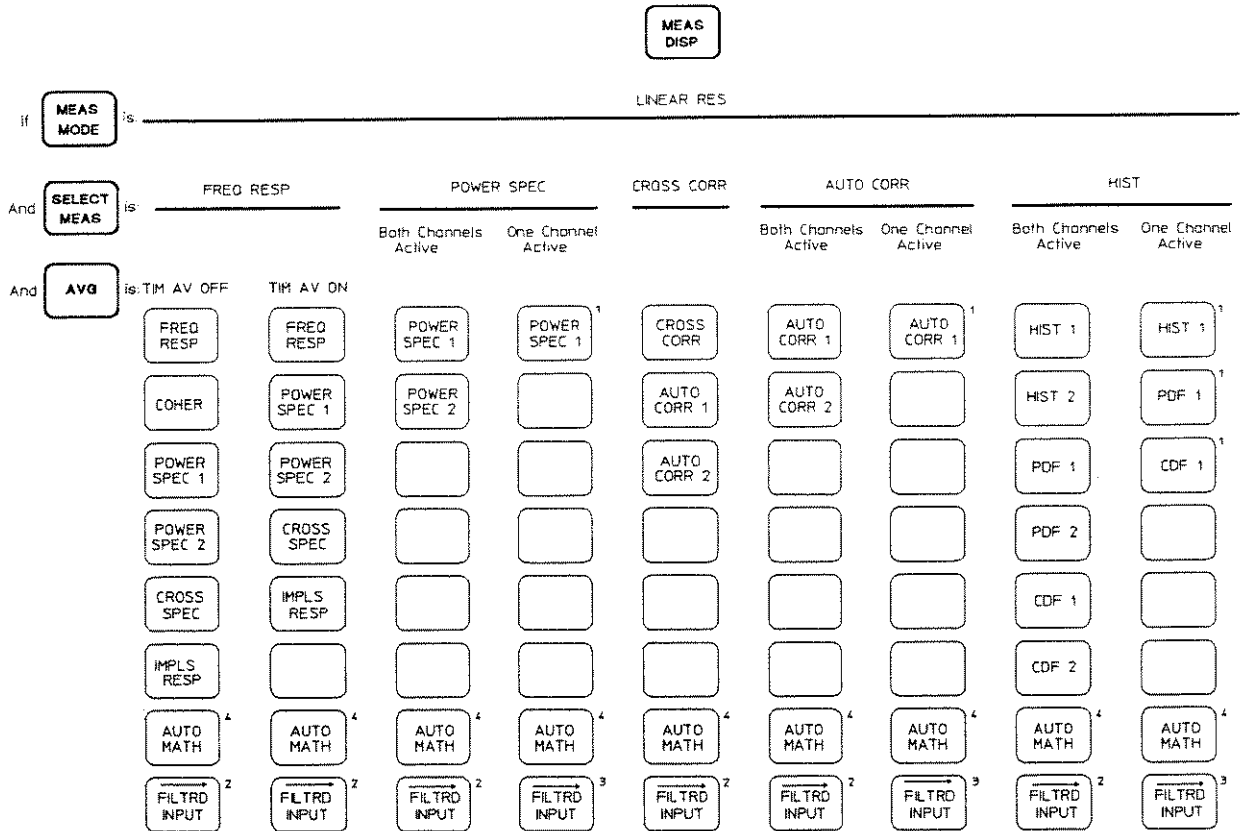 MEAS
DISP
If MEAS MODE is: LINEAR RES
And SELECT MEAS is: FREQ RESP POWER SPEC CROSS CORR AUTO CORR HIST
Both Channels Active One Channel Active Both Channels Active One Channel Active Both Channels Active One Channel Active
And AVG is: TIM AV OFF TIM AV ON
FREQ RESP FREQ RESP POWER SPEC 1 POWER SPEC 1 1 CROSS CORR AUTO CORR 1 AUTO CORR 1 1 HIST 1 HIST 1 1
COHER POWER SPEC 1 POWER SPEC 2 AUTO CORR 1 AUTO CORR 2 HIST 2 PDF 1 1
POWER SPEC 1 POWER SPEC 2 AUTO CORR 2 PDF 1 CDF 1 1
POWER SPEC 2 CROSS SPEC PDF 2
CROSS SPEC IMPLS RESP CDF 1
IMPLS RESP CDF 2
AUTO MATH 4 AUTO MATH 4 AUTO MATH 4 AUTO MATH 4 AUTO MATH 4 AUTO MATH 4 AUTO MATH 4 AUTO MATH 4 AUTO MATH 4
FILTRD INPUT 2 FILTRD INPUT 2 FILTRD INPUT 2 FILTRD INPUT 3 FILTRD INPUT 2 FILTRD INPUT 2 FILTRD INPUT 3 FILTRD INPUT 2 FILTRD INPUT 3